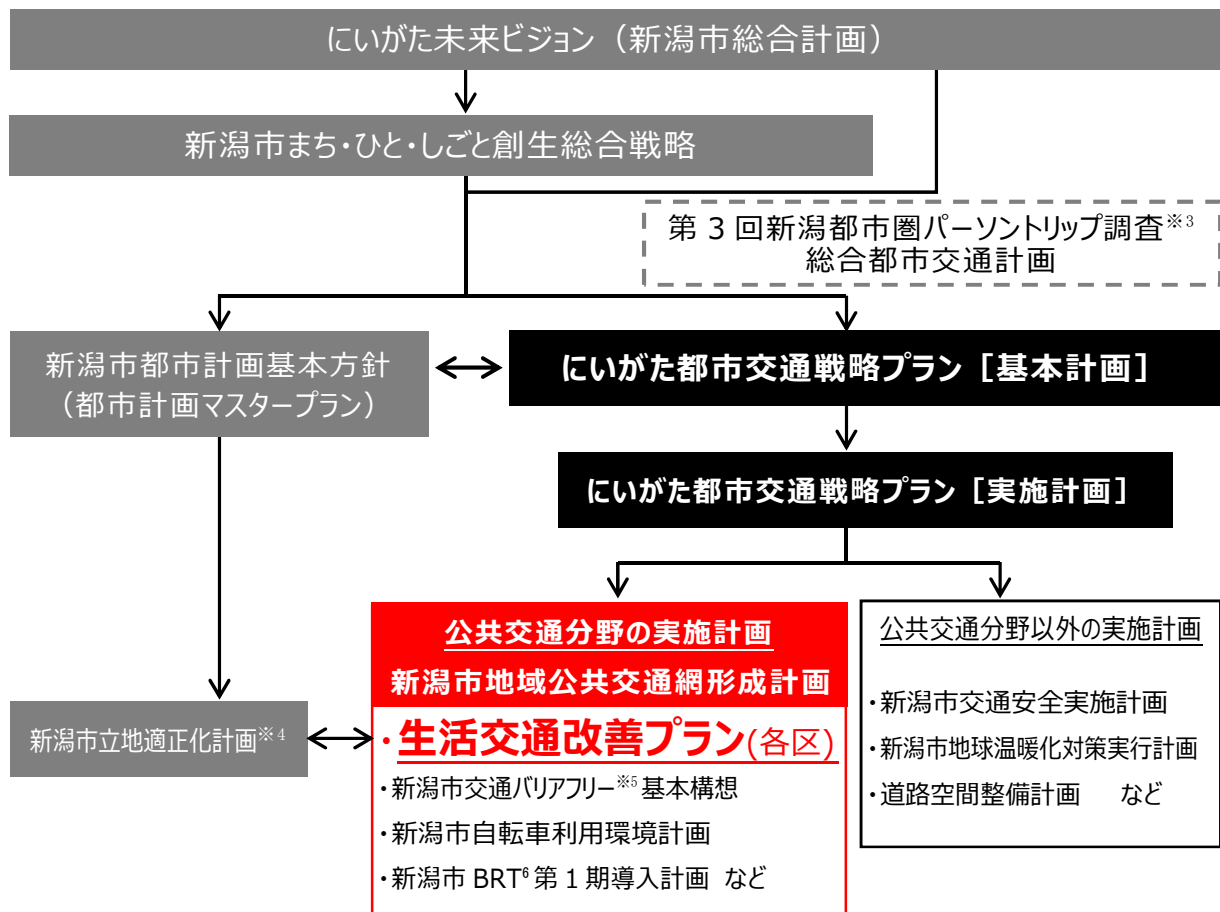 にいがた未来ビジョン（新潟市総合計画）
新潟市まち・ひと・しごと創生総合戦略
第３回新潟都市圏パーソントリップ調査※3
総合都市交通計画
新潟市都市計画基本方針
（都市計画マスタープラン）
にいがた都市交通戦略プラン［基本計画］
にいがた都市交通戦略プラン［実施計画］
公共交通分野の実施計画
新潟市地域公共交通網形成計画
・生活交通改善プラン(各区)
・新潟市交通バリアフリー※5基本構想
・新潟市自転車利用環境計画
・新潟市 BRT6 第１期導入計画 など
公共交通分野以外の実施計画
・新潟市交通安全実施計画
・新潟市地球温暖化対策実行計画
・道路空間整備計画　など
新潟市立地適正化計画※4